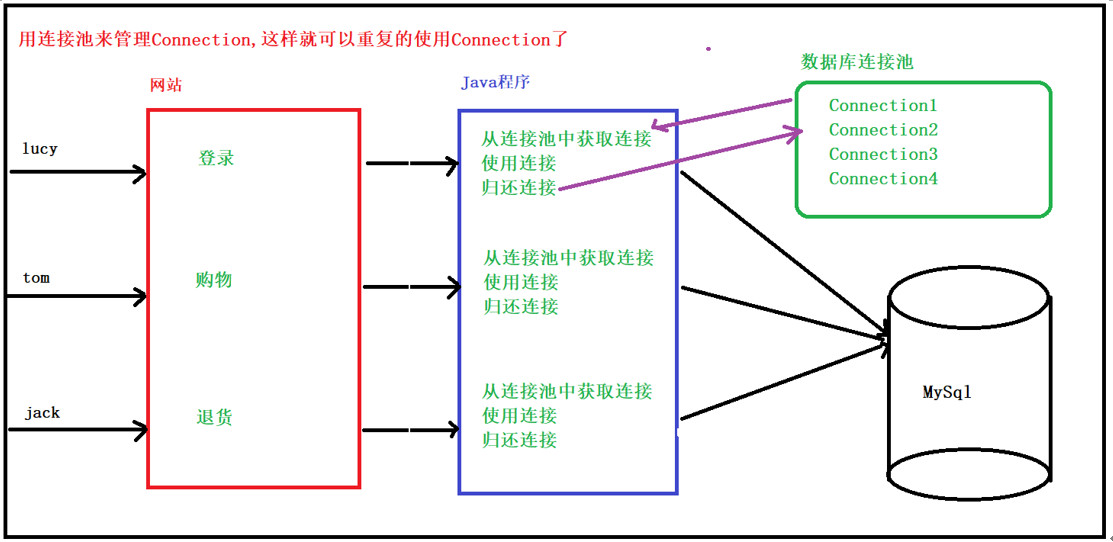 用连接池来管理Connection,这样就可以重复的使用Connection了
网站
Java程序
数据库连接池
Connection1
Connection2
Connection3
Connection4
lucy
登录
从连接池中获取连接
使用连接
归还连接
tom
购物
从连接池中获取连接
使用连接
归还连接
jack
退货
从连接池中获取连接
使用连接
归还连接
MySql